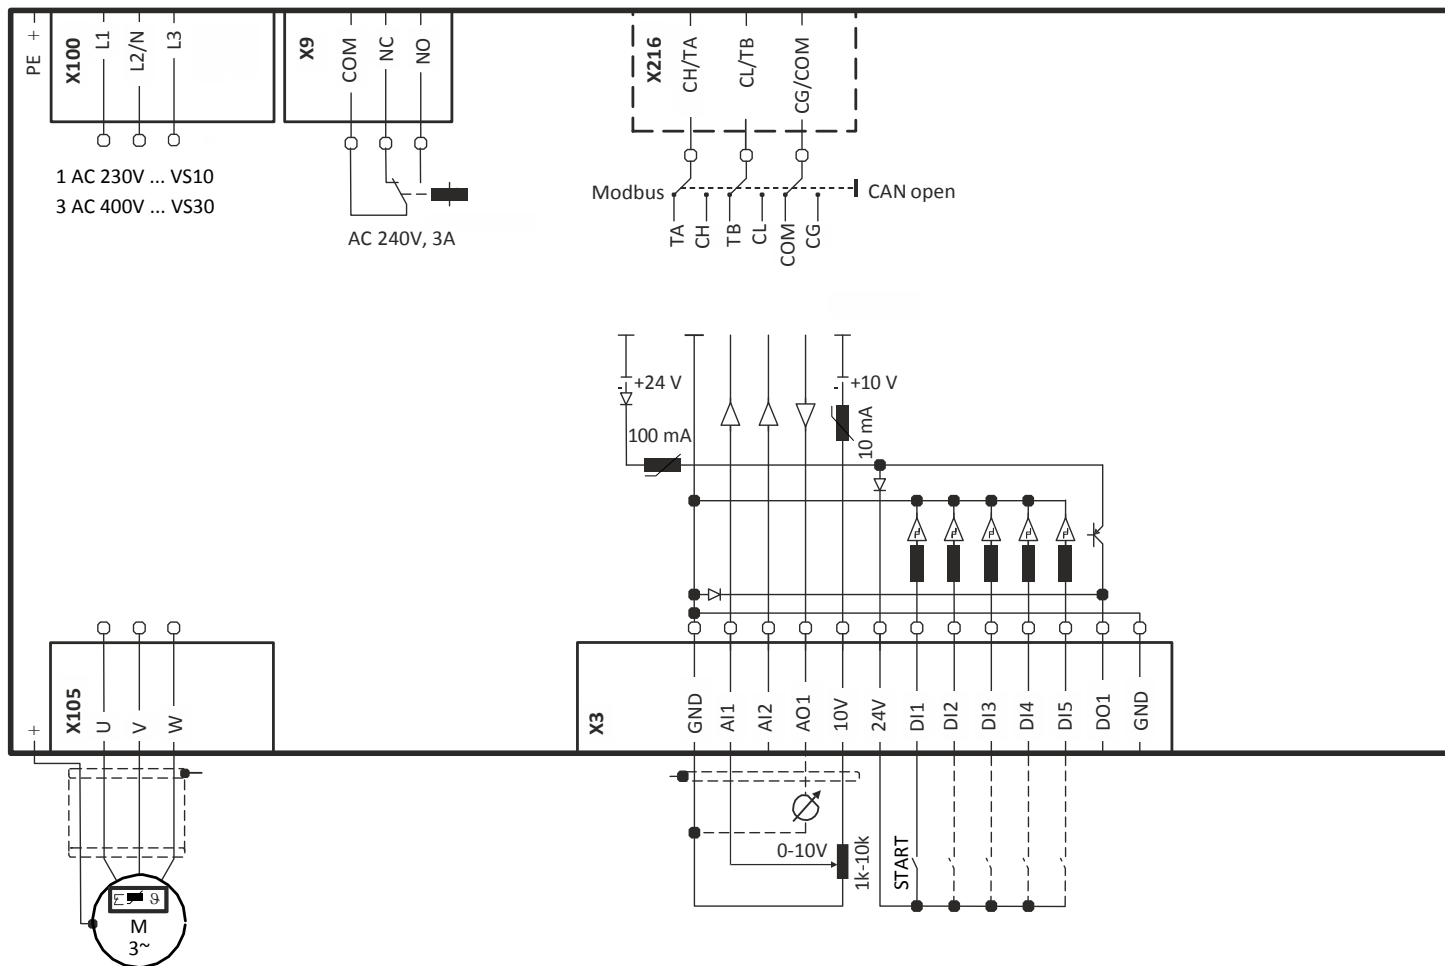 PE
X100
L1
L2/N
L3
X9
COM
NC
NO
X216
CH/TA
CL/TB
CG/COM
1 AC 230V ... VS10
3 AC 400V ... VS30
AC 240V, 3A
Modbus
CAN open
TA
CH
TB
CL
COM
CG
+24 V
+10 V
100 mA
10 mA
X105
U
V
W
X3
GND
AI1
AI2
AO1
10V
24V
DI1
DI2
DI3
DI4
DI5
DO1
GND
0-10V
1k-10k
START
ϑ
M
3~